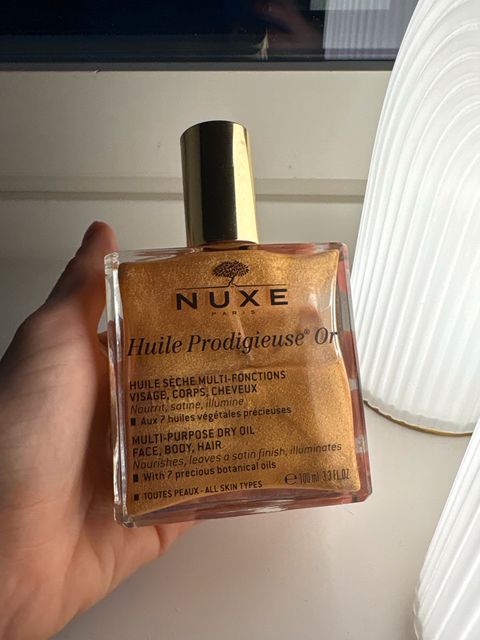 NUXE
PARIS
Huile Prodigieuse® Or
HUILE SÈCHE MULTI-FONCTIONS
VISAGE, CORPS, CHEVEUX
Nourrit, satine, illumine
■ Aux 7 huiles végétales précieuses
MULTI-PURPOSE DRY OIL
FACE, BODY, HAIR
Nourishes, leaves a satin finish, illuminates
■ With 7 precious botanical oils
℮ 100 ml 3.3 FL.OZ
■ TOUTES PEAUX - ALL SKIN TYPES